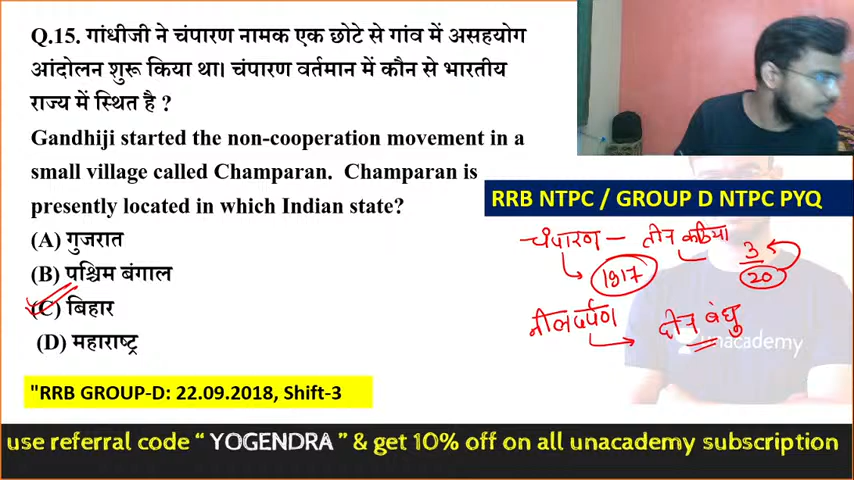 Q.15. गांधीजी ने चंपारण नामक एक छोटे से गांव में असहयोग
आंदोलन शुरू किया था। चंपारण वर्तमान में कौन से भारतीय
राज्य में स्थित है ?
Gandhiji started the non-cooperation movement in a
small village called Champaran. Champaran is
presently located in which Indian state?
(A) गुजरात
(B) पश्चिम बंगाल
(C) बिहार
(D) महाराष्ट्र
"RRB GROUP-D: 22.09.2018, Shift-3
RRB NTPC / GROUP D NTPC PYQ
चंपारण – तीन कठिया
1917
3
20
नीलदर्पण
दीन बंधु
unacademy
use referral code “ YOGENDRA ” & get 10% off on all unacademy subscription